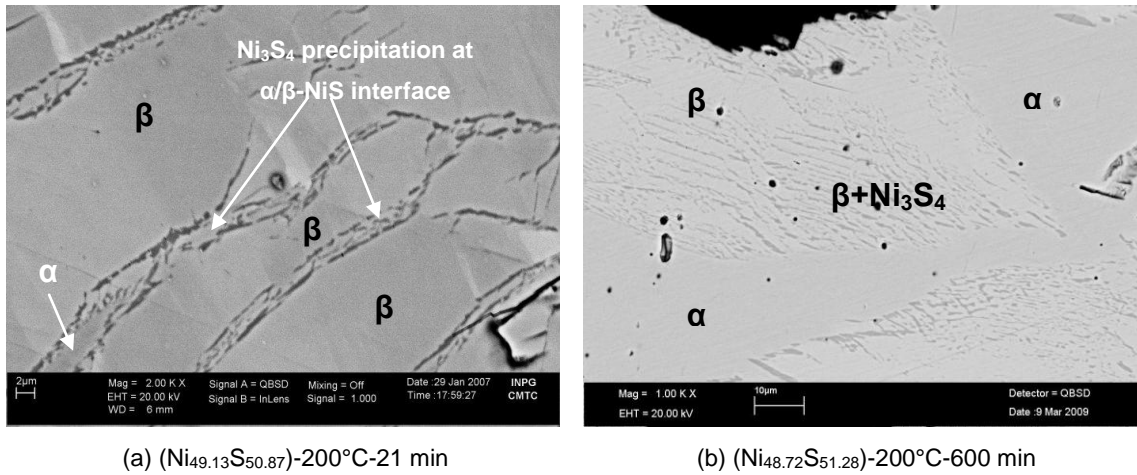 Ni₃S₄ precipitation at
α/β-NiS interface
β
β
α
β
2µm
Mag = 2.00 K X
EHT = 20.00 kV
WD = 6 mm
Signal A = QBSD
Signal B = InLens
Mixing = Off
Signal = 1.000
Date :29 Jan 2007
Time :17:59:27
INPG
CMTC
β
α
β+Ni₃S₄
α
Mag = 1.00 K X
EHT = 20.00 kV
10µm
Detector = QBSD
Date :9 Mar 2009
(a) (Ni₄₉.₁₃S₅₀.₈₇)-200°C-21 min
(b) (Ni₄₈.₇₂S₅₁.₂₈)-200°C-600 min